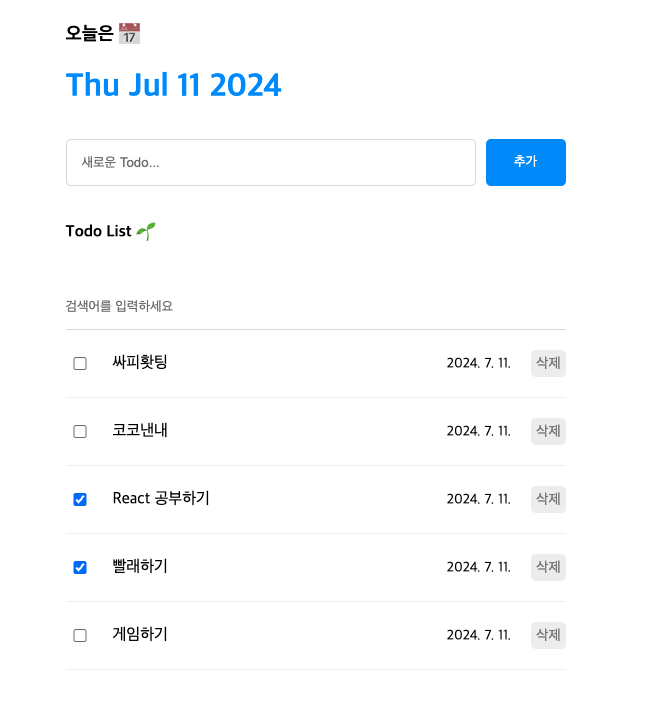 오늘은 📅
Thu Jul 11 2024
새로운 Todo...
추가
Todo List 🌱
검색어를 입력하세요
싸피홧팅 2024. 7. 11. 삭제
코코낸내 2024. 7. 11. 삭제
React 공부하기 2024. 7. 11. 삭제
빨래하기 2024. 7. 11. 삭제
게임하기 2024. 7. 11. 삭제